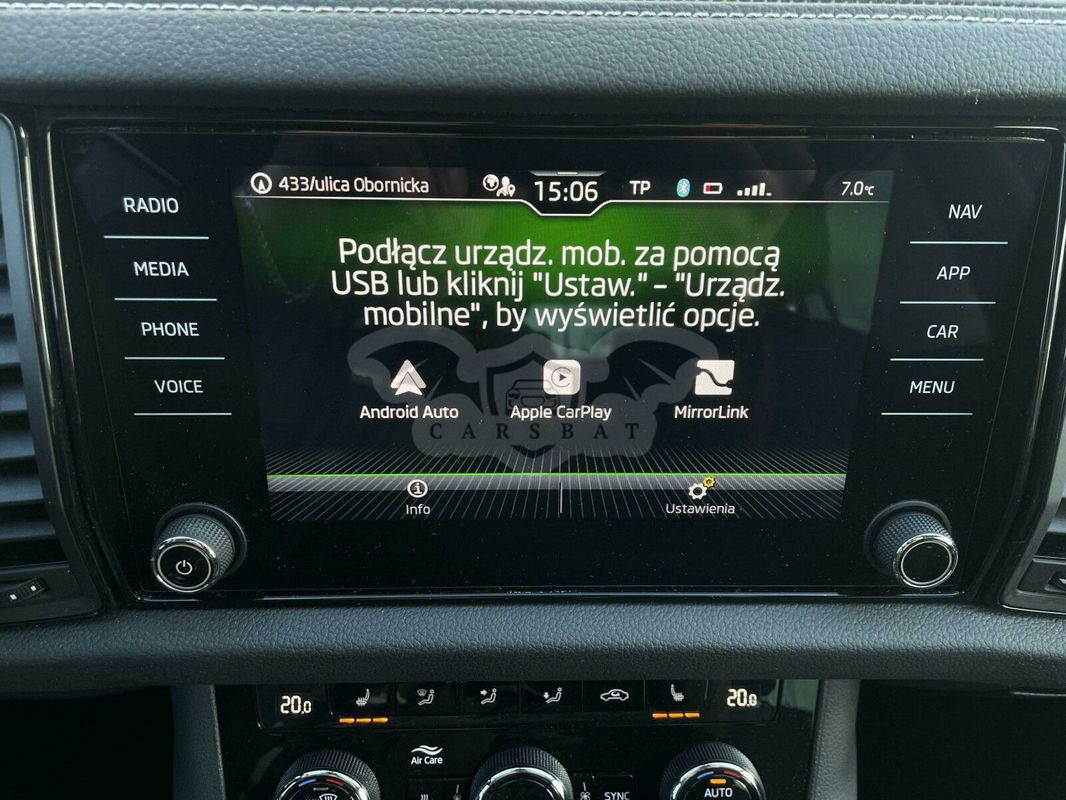 433/ulica Obornicka 15:06 TP 7.0°C
RADIO
MEDIA
PHONE
VOICE
Podłącz urządz. mob. za pomocą
USB lub kliknij "Ustaw." - "Urządz.
mobilne", by wyświetlić opcje.
Android Auto Apple CarPlay MirrorLink
CARSBAT
Info Ustawienia
NAV
APP
CAR
MENU
20.0 20.0
Air Care
SYNC AUTO